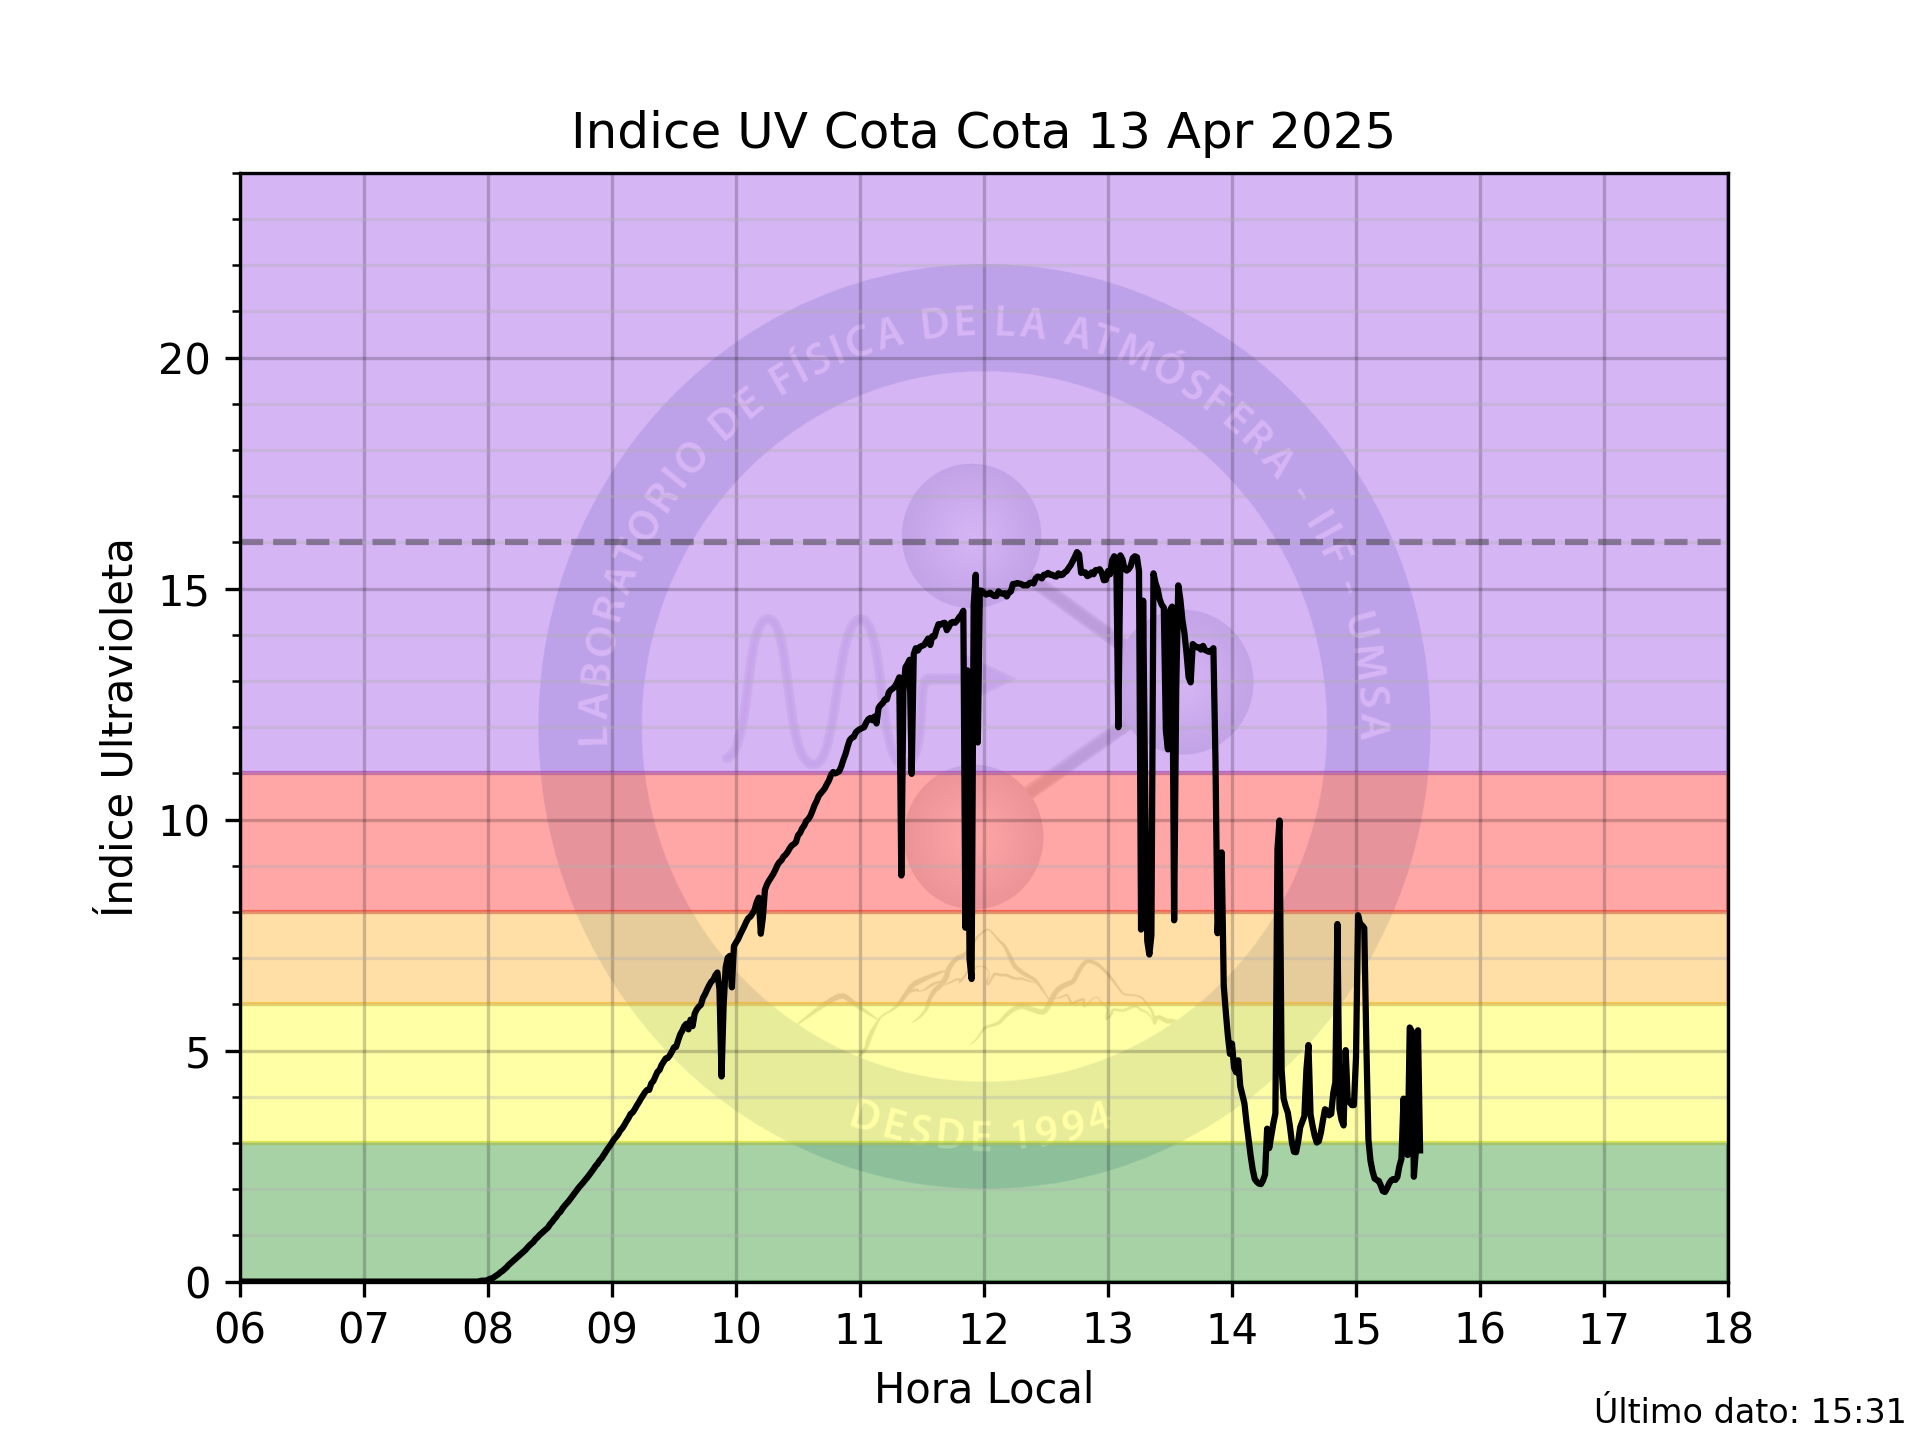 Indice UV Cota Cota 13 Apr 2025
Índice Ultravioleta
20
15
10
5
0
LABORATORIO DE FÍSICA DE LA ATMÓSFERA - IIF - UMSA
DESDE 1994
06 07 08 09 10 11 12 13 14 15 16 17 18
Hora Local
Último dato: 15:31